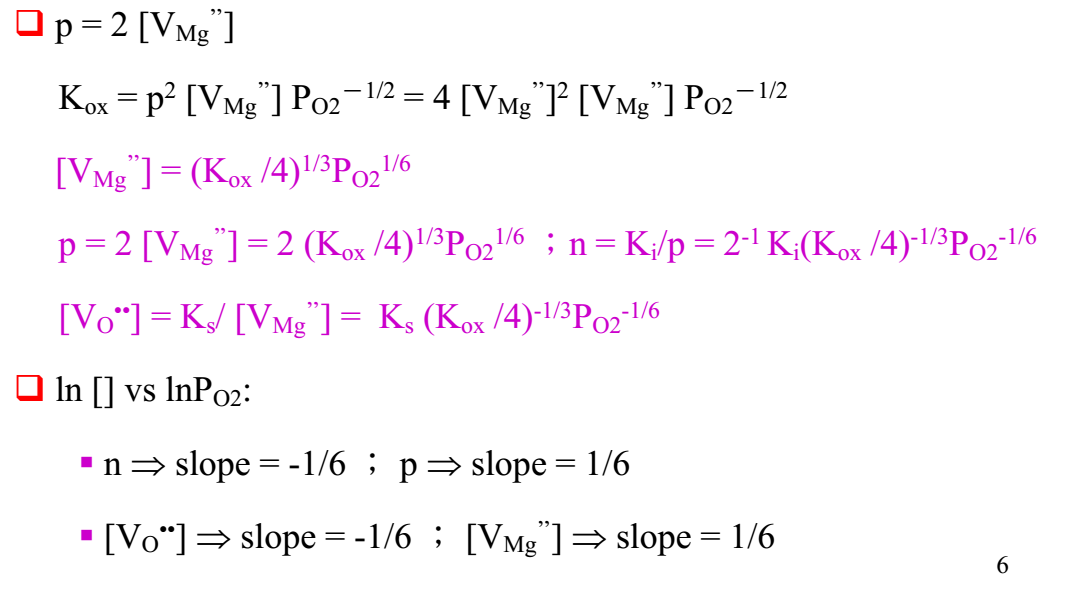 ❑ p = 2 [V_Mg”]
K_ox = p² [V_Mg”] P_O2^－1/2 = 4 [V_Mg”]² [V_Mg”] P_O2^－1/2
[V_Mg”] = (K_ox /4)^1/3 P_O2^1/6
p = 2 [V_Mg”] = 2 (K_ox /4)^1/3 P_O2^1/6 ；n = K_i/p = 2^-1 K_i(K_ox /4)^-1/3 P_O2^-1/6
[V_O^••] = K_s/ [V_Mg”] = K_s (K_ox /4)^-1/3 P_O2^-1/6
❑ ln [] vs lnP_O2:
▪ n ⇒ slope = -1/6 ； p ⇒ slope = 1/6
▪ [V_O^••] ⇒ slope = -1/6 ； [V_Mg”] ⇒ slope = 1/6
6